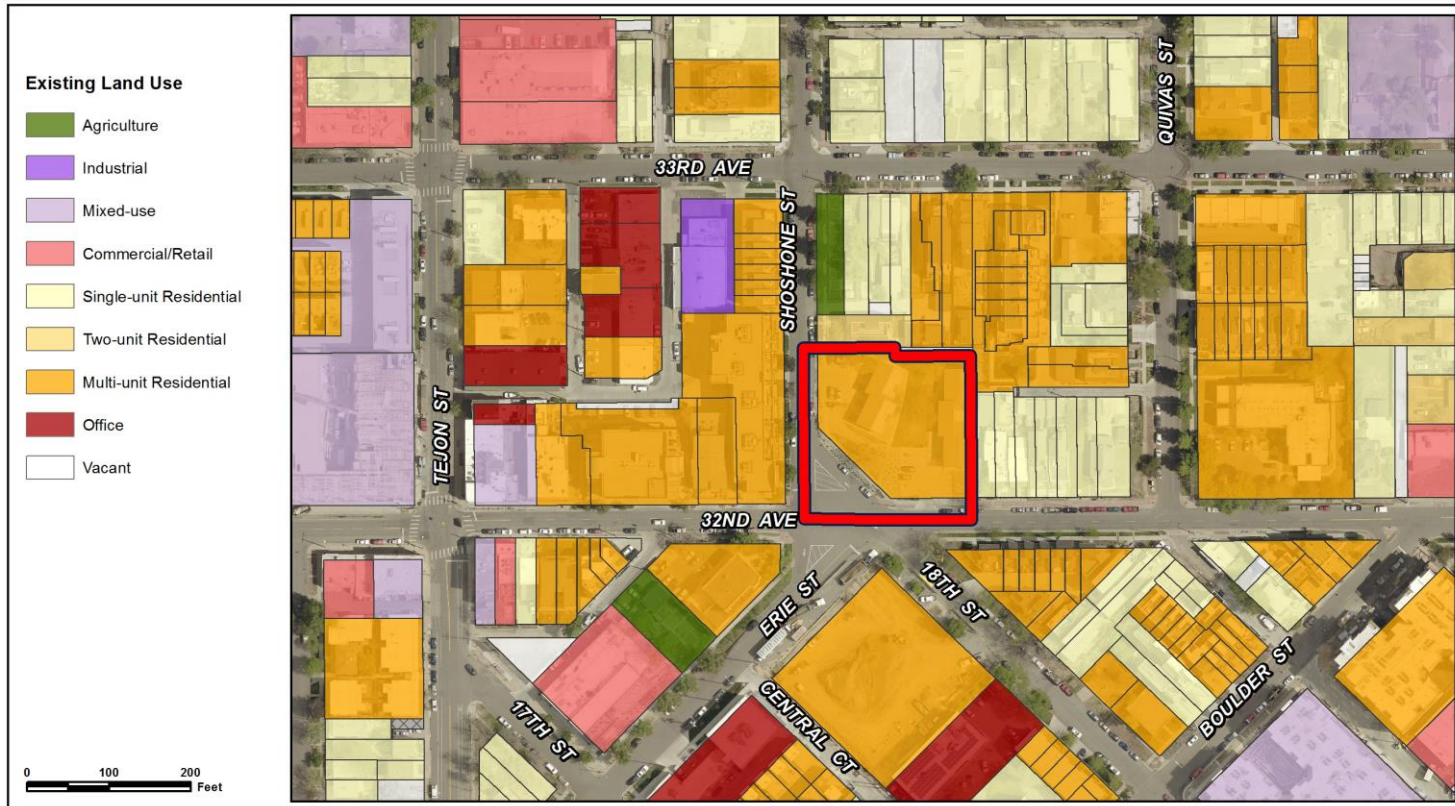 Existing Land Use
Agriculture
Industrial
Mixed-use
Commercial/Retail
Single-unit Residential
Two-unit Residential
Multi-unit Residential
Office
Vacant
0 100 200
Feet
33RD AVE
QUIVAS ST
SHOSHONE ST
TEJON ST
32ND AVE
ERIE ST
18TH ST
17TH ST
CENTRAL CT
BOULDER ST